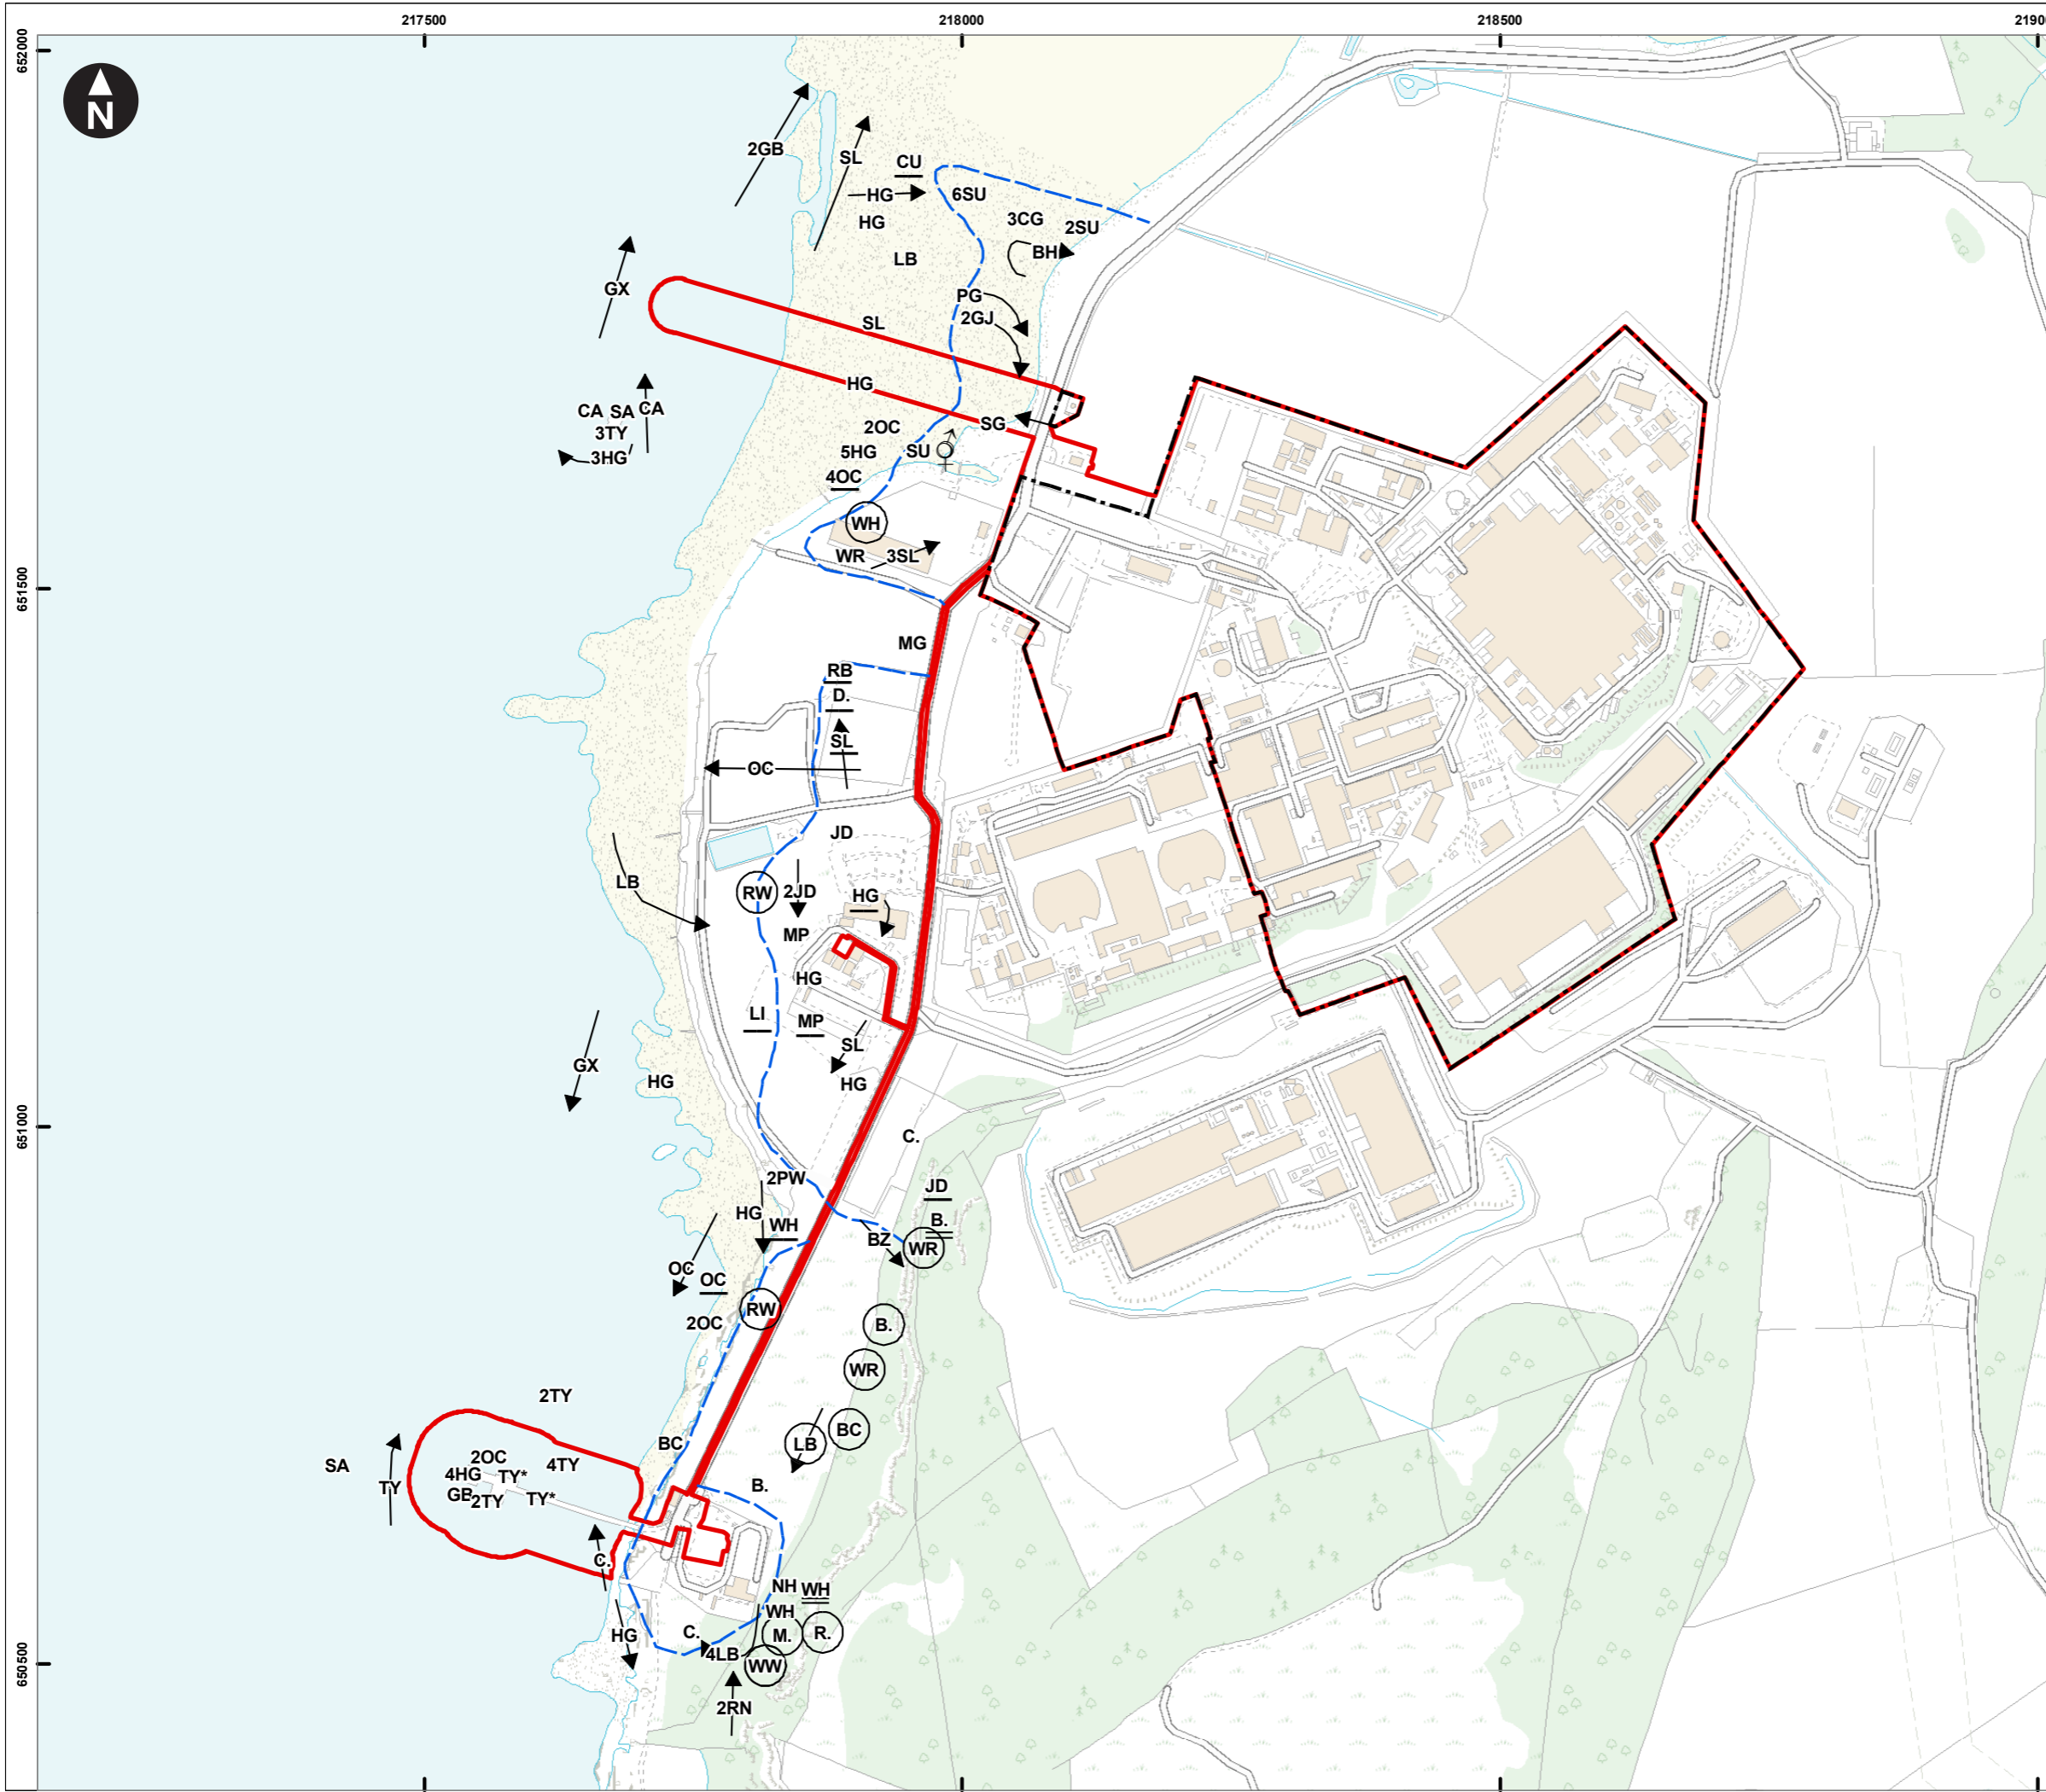 217500 218000 218500 2190
652000
N
2GB
SL
CU
HG
6SU
HG
3CG
2SU
BH
LB
GX
PG
2GJ
SL
HG
CA SA CA
3TY
3HG
2OC
SG
5HG
SU
4OC
WH
WR
3SL
651500
MG
RB
D.
SL
OC
JD
LB
RW
2JD
HG
MP
HG
LI
MP
SL
GX
HG
HG
651000
C.
2PW
JD
HG
WH
B.
BZ
WR
OC
OC
RW
2OC
B.
WR
2TY
BC
BC
LB
SA
2OC
4HG
TY*
4TY
TY
GB
2TY
TY*
B.
C.
NH
WH
WH
HG
C.
M.
R.
4LB
WW
650500
2RN